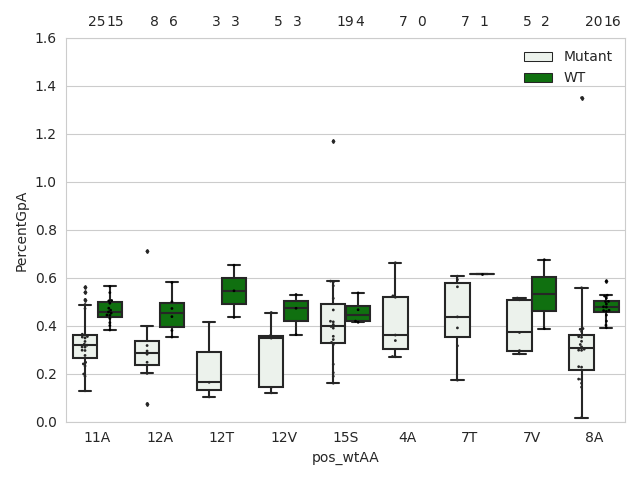 25 15 8 6 3 3 5 3 19 4 7 0 7 1 5 2 20 16
1.6
Mutant
WT
1.4
1.2
1.0
0.8
0.6
0.4
0.2
0.0
PercentGpA
11A 12A 12T 12V 15S 4A 7T 7V 8A
pos_wtAA